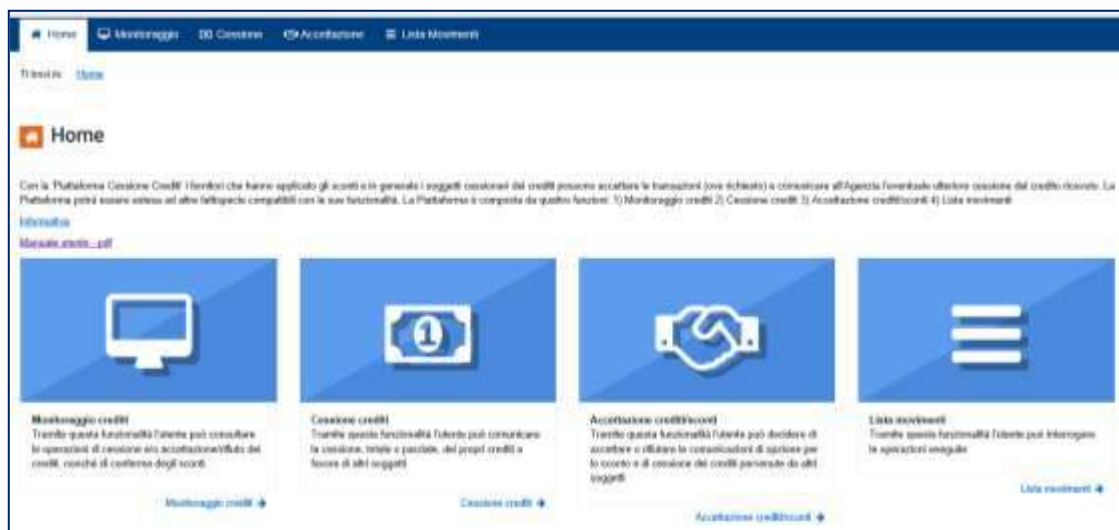 Home Monitoraggio Cessione Accettazione Lista Movimenti
Ti trovi in: Home
Home
Con la 'Piattaforma Cessione Crediti' i fornitori che hanno applicato gli sconti e in generale i soggetti cessionari dei crediti possono accettare le transazioni (ove richiesto) e comunicare all'Agenzia l'eventuale ulteriore cessione del credito ricevuto. La
Piattaforma potrà essere estesa ad altre fattispecie compatibili con le sue funzionalità. La Piattaforma è composta da quattro funzioni: 1) Monitoraggio crediti 2) Cessione crediti 3) Accettazione crediti/sconti 4) Lista movimenti
Informativa
Manuale utente - pdf
1
Monitoraggio crediti
Tramite questa funzionalità l'utente può consultare
le operazioni di cessione e/o accettazione/rifiuto dei
crediti, nonché di conferma degli sconti.
Monitoraggio crediti
Cessione crediti
Tramite questa funzionalità l'utente può comunicare
la cessione, totale o parziale, dei propri crediti a
favore di altri soggetti
Cessione crediti
Accettazione crediti/sconti
Tramite questa funzionalità l'utente può decidere di
accettare o rifiutare le comunicazioni di opzione per
lo sconto e di cessione dei crediti pervenute da altri
soggetti
Accettazione crediti/sconti
Lista movimenti
Tramite questa funzionalità l'utente può interrogare
le operazioni eseguite
Lista movimenti